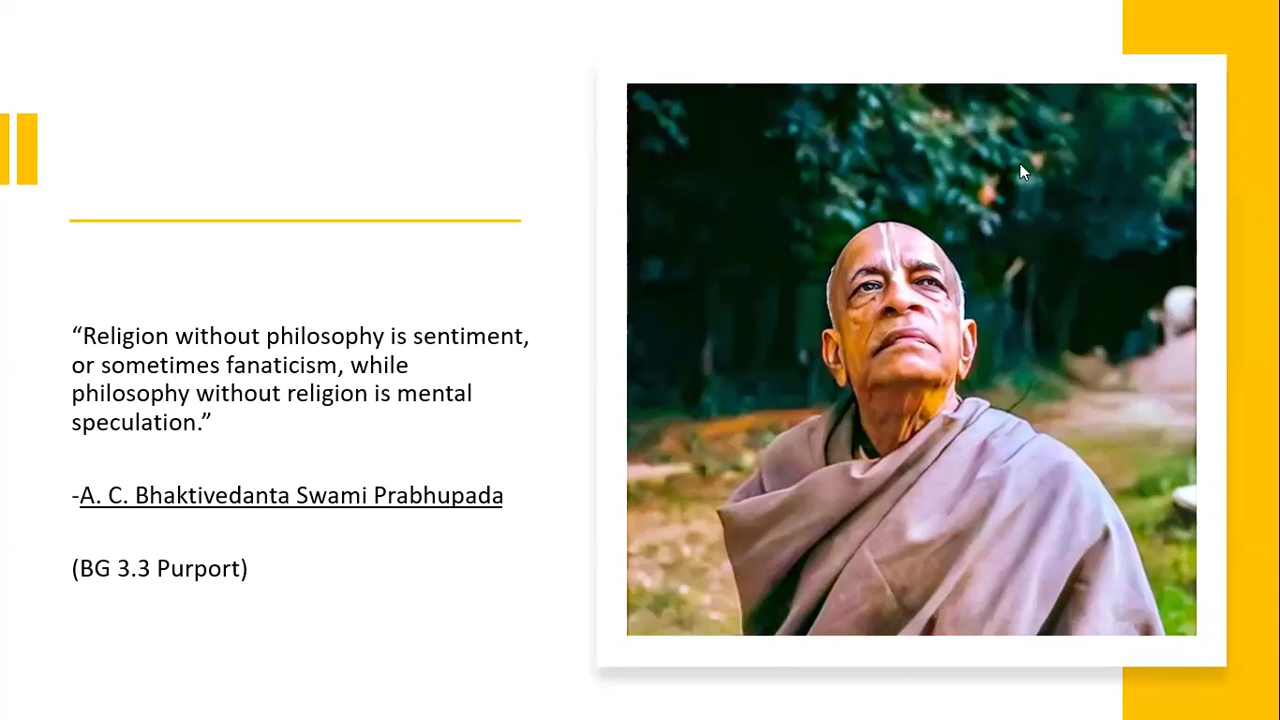 “Religion without philosophy is sentiment,
or sometimes fanaticism, while
philosophy without religion is mental
speculation.”
-A. C. Bhaktivedanta Swami Prabhupada
(BG 3.3 Purport)